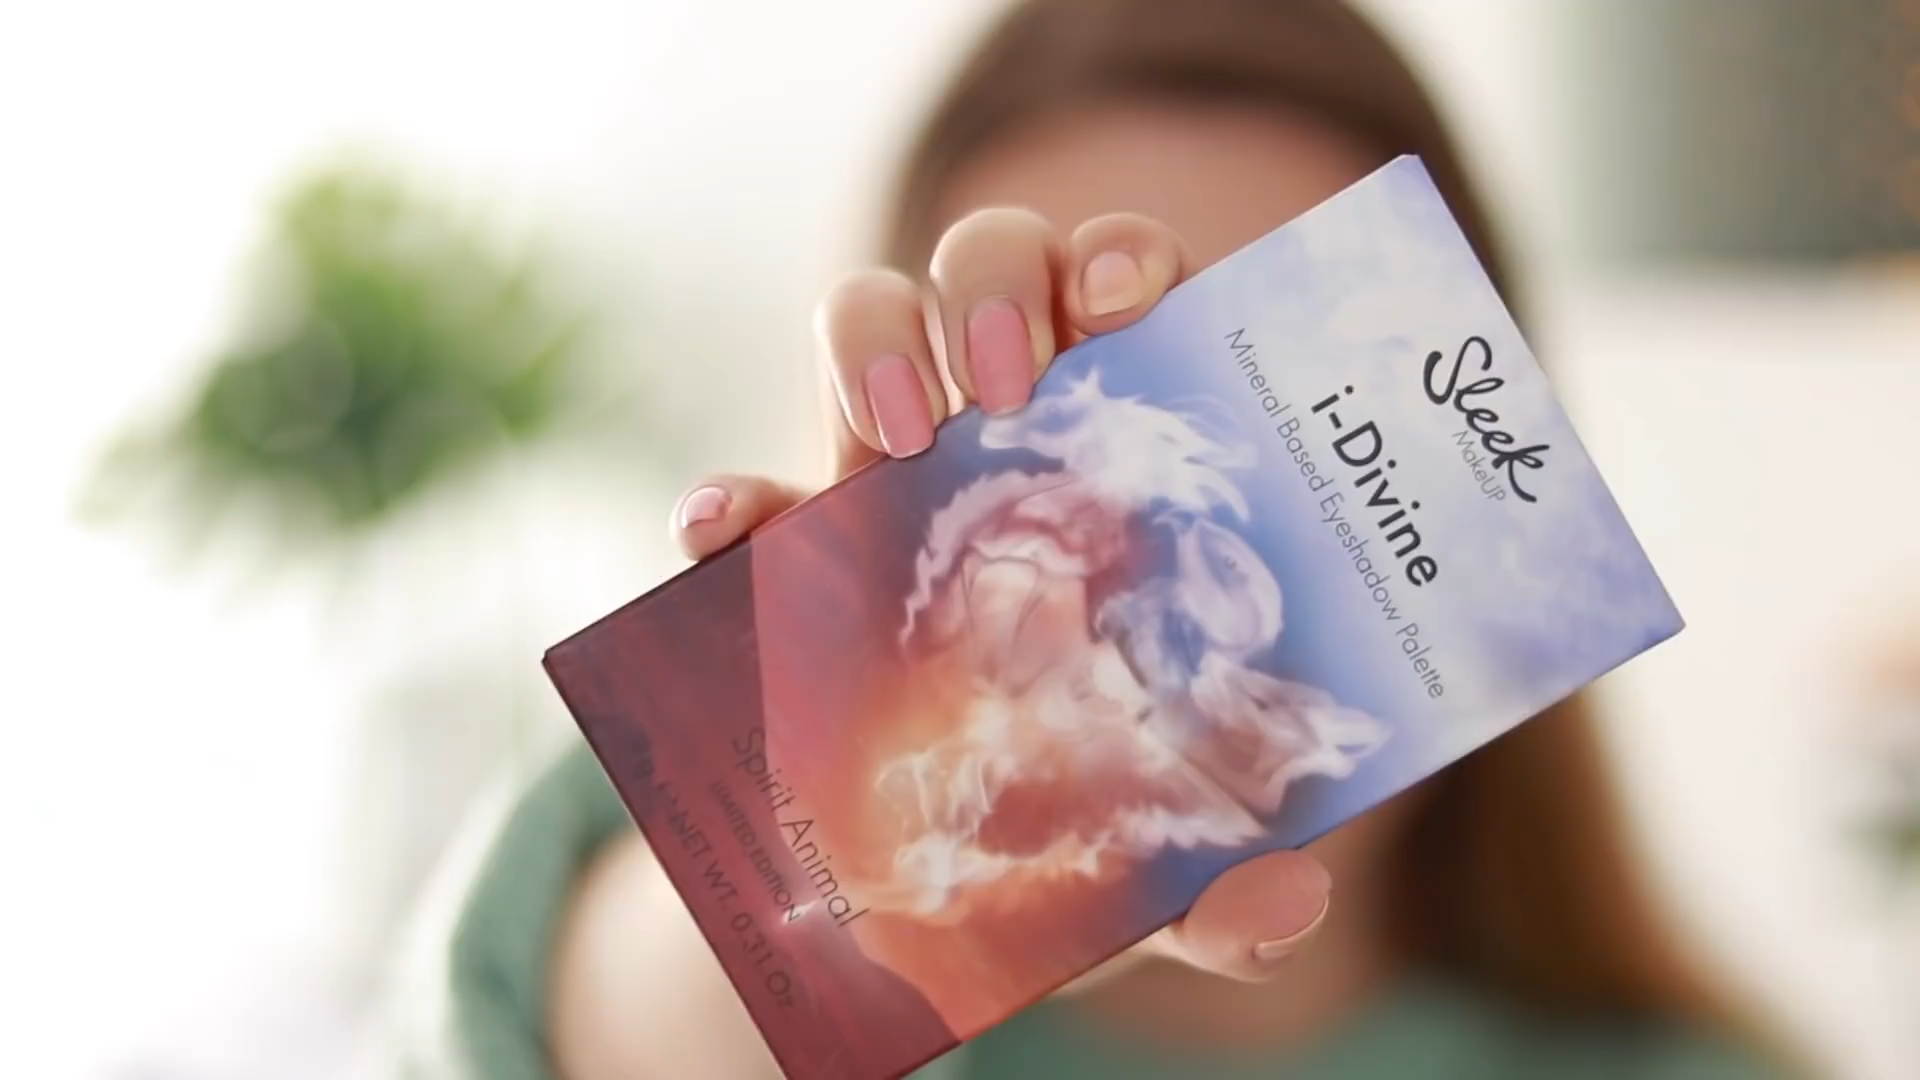 Sleek
MakeUP
i-Divine
Mineral Based Eyeshadow Palette
Spirit Animal
LIMITED EDITION
NET WT. 0.31 Oz